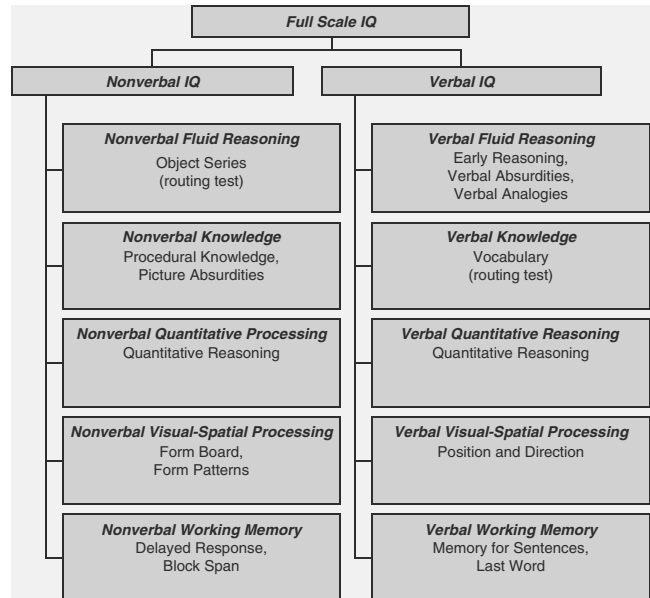 Full Scale IQ
Nonverbal IQ
Verbal IQ
Nonverbal Fluid Reasoning
Object Series
(routing test)
Nonverbal Knowledge
Procedural Knowledge,
Picture Absurdities
Nonverbal Quantitative Processing
Quantitative Reasoning
Nonverbal Visual-Spatial Processing
Form Board,
Form Patterns
Nonverbal Working Memory
Delayed Response,
Block Span
Verbal Fluid Reasoning
Early Reasoning,
Verbal Absurdities,
Verbal Analogies
Verbal Knowledge
Vocabulary
(routing test)
Verbal Quantitative Reasoning
Quantitative Reasoning
Verbal Visual-Spatial Processing
Position and Direction
Verbal Working Memory
Memory for Sentences,
Last Word